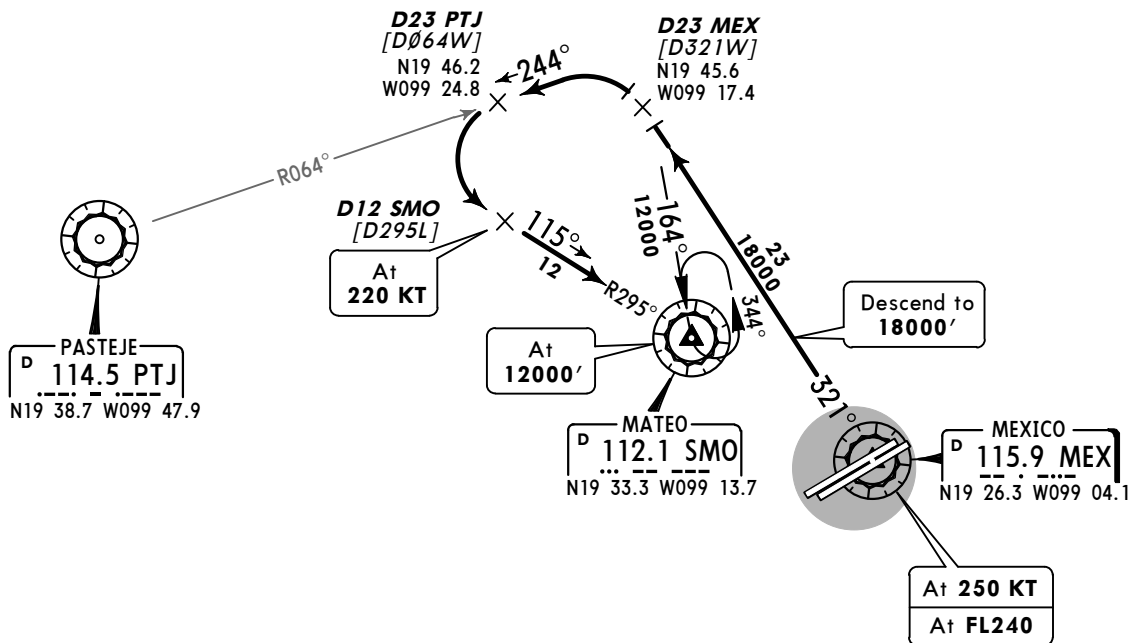 D23 PTJ
[DØ64W]
N19 46.2
W099 24.8
244°
D23 MEX
[D321W]
N19 45.6
W099 17.4
R064°
D12 SMO
[D295L]
At
220 KT
115°
12
R295°
164°
12000
344°
23
18000
Descend to
18000′
321°
At
12000′
PASTEJE
D 114.5 PTJ
N19 38.7 W099 47.9
MATEO
D 112.1 SMO
N19 33.3 W099 13.7
MEXICO
D 115.9 MEX
N19 26.3 W099 04.1
At 250 KT
At FL240